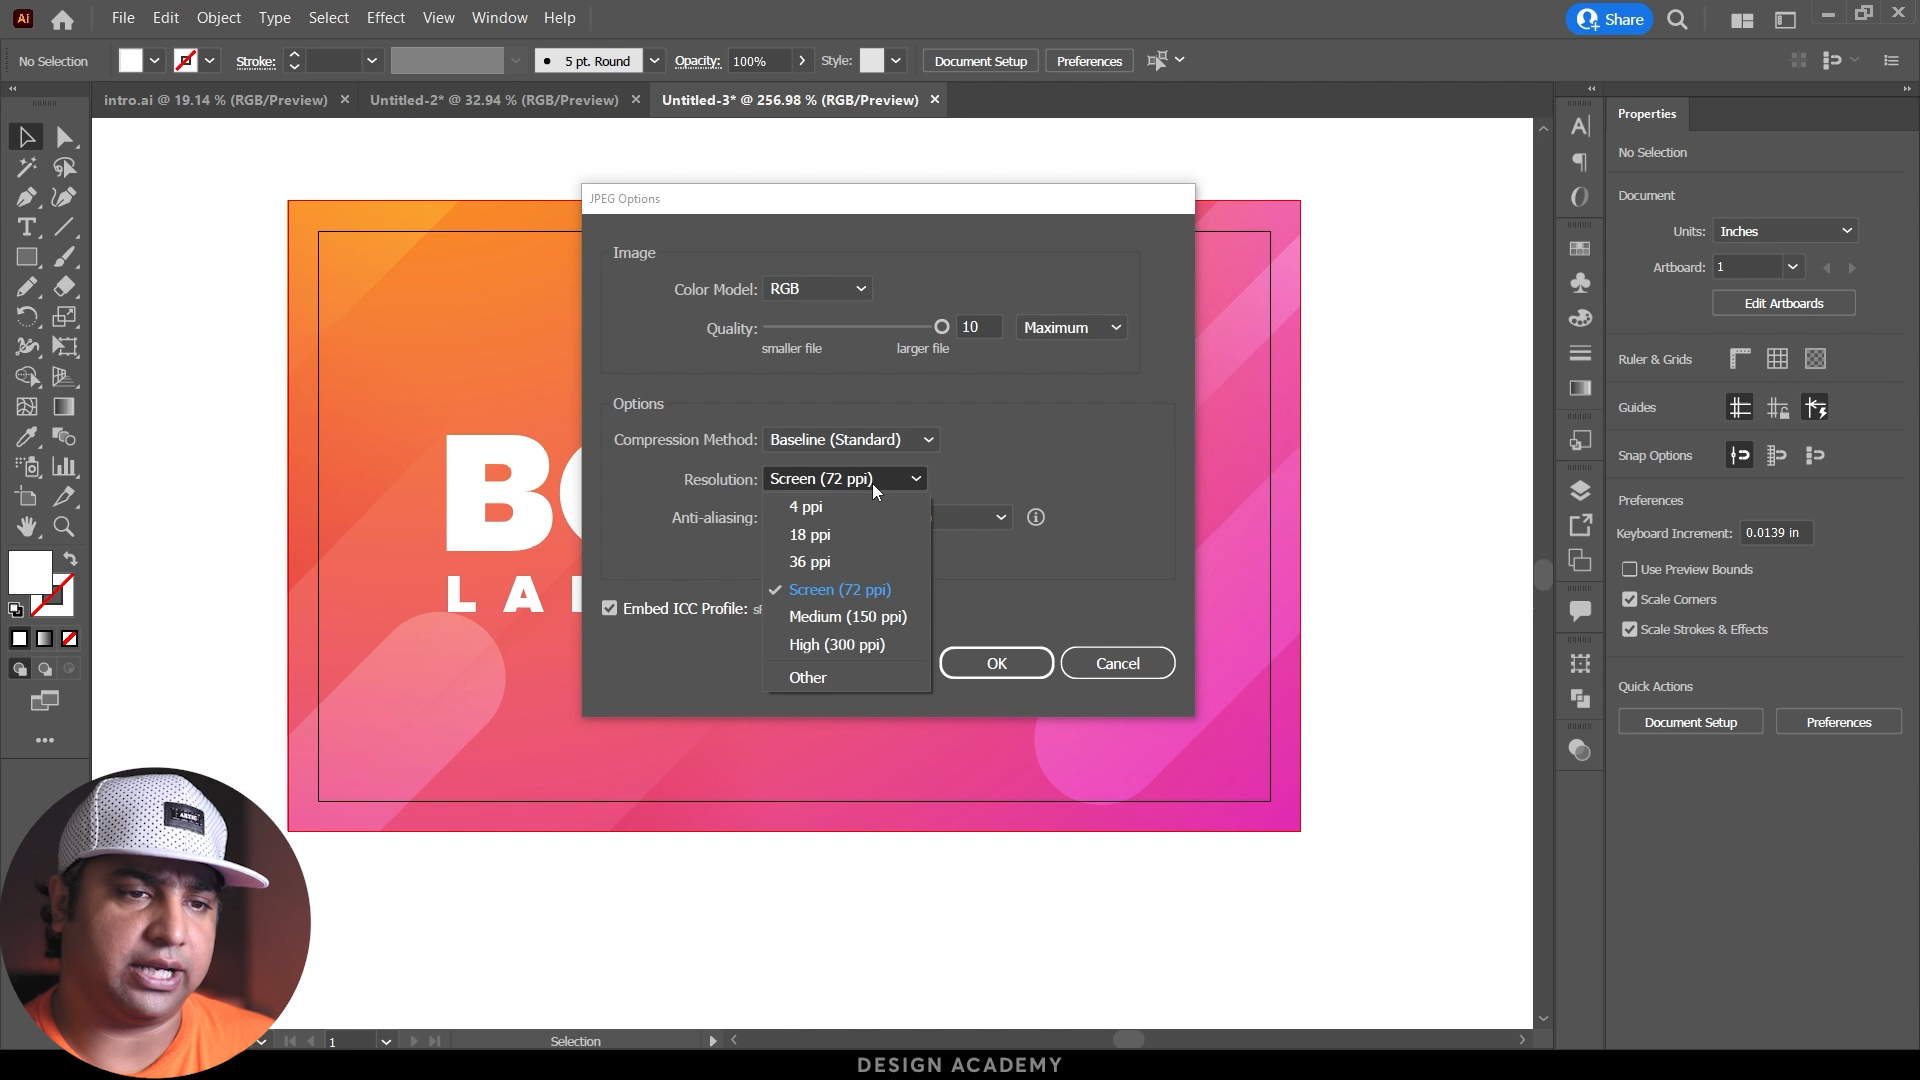 Ai File Edit Object Type Select Effect View Window Help Share
No Selection Stroke: 5 pt. Round Opacity: 100% Style: Document Setup Preferences
intro.ai @ 19.14 % (RGB/Preview) Untitled-2* @ 32.94 % (RGB/Preview) Untitled-3* @ 256.98 % (RGB/Preview)
JPEG Options
Image
Color Model: RGB
Quality: 10 Maximum
smaller file larger file
Options
Compression Method: Baseline (Standard)
Resolution: Screen (72 ppi)
4 ppi
Anti-aliasing:
18 ppi
36 ppi
Screen (72 ppi)
Embed ICC Profile:
Medium (150 ppi)
High (300 ppi)
Other
OK Cancel
Properties
No Selection
Document
Units: Inches
Artboard: 1
Edit Artboards
Ruler & Grids
Guides
Snap Options
Preferences
Keyboard Increment: 0.0139 in
Use Preview Bounds
Scale Corners
Scale Strokes & Effects
Quick Actions
Document Setup Preferences
1 Selection
DESIGN ACADEMY